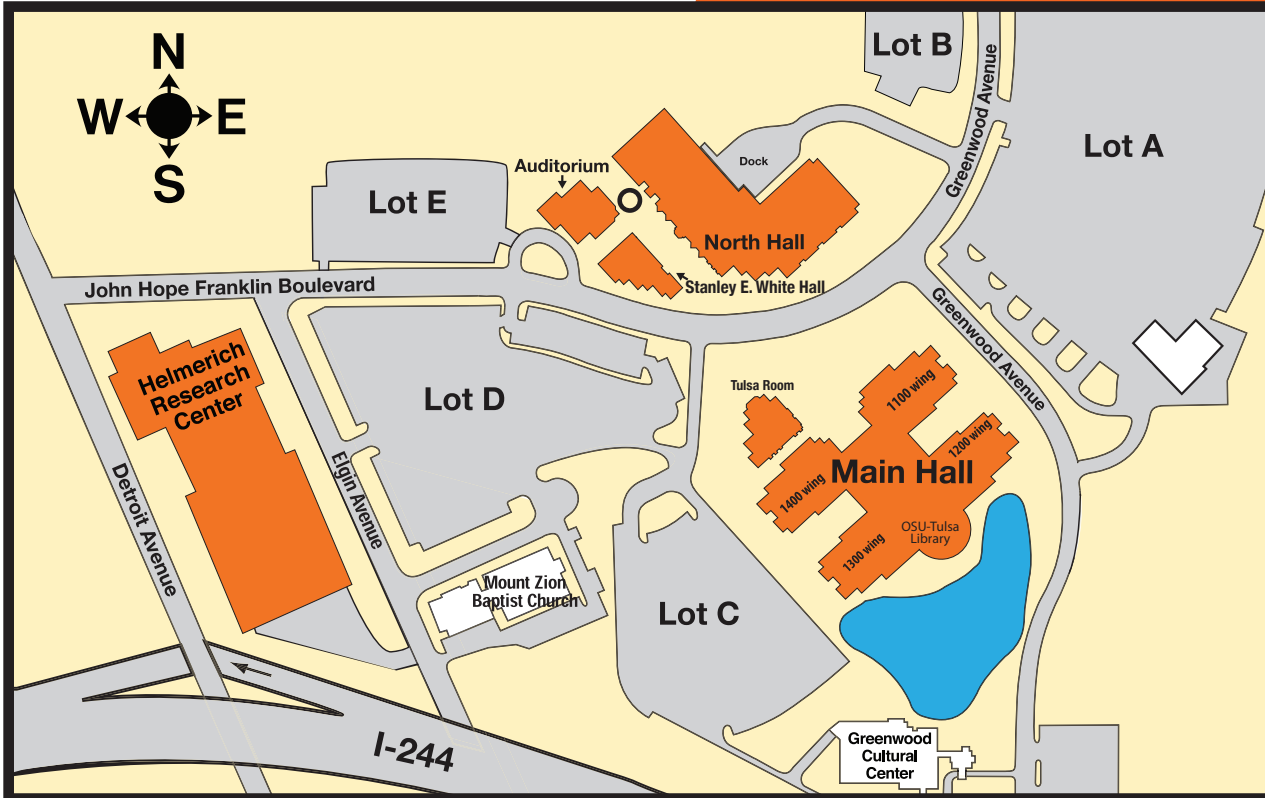 N
W E
S
Lot B
Greenwood Avenue
Lot A
Dock
Auditorium
Lot E
North Hall
Stanley E. White Hall
John Hope Franklin Boulevard
Greenwood Avenue
Helmerich
Research
Center
Lot D
Tulsa Room
1100 wing
1200 wing
Main Hall
1400 wing
OSU-Tulsa
Library
1300 wing
Detroit Avenue
Elgin Avenue
Mount Zion
Baptist Church
Lot C
I-244
Greenwood
Cultural
Center